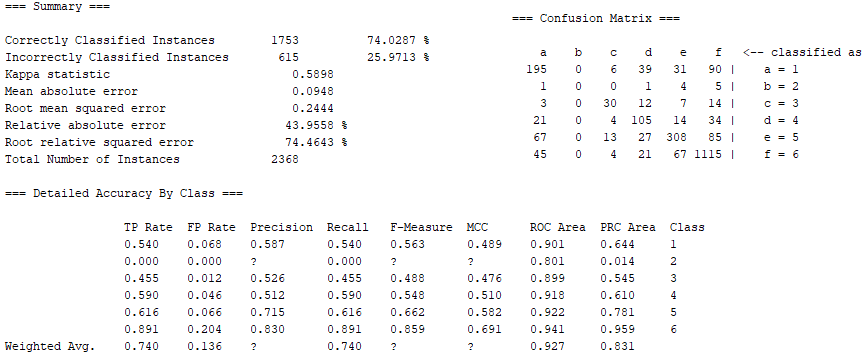 === Summary ===
Correctly Classified Instances 1753 74.0287 %
Incorrectly Classified Instances 615 25.9713 %
Kappa statistic 0.5898
Mean absolute error 0.0948
Root mean squared error 0.2444
Relative absolute error 43.9558 %
Root relative squared error 74.4643 %
Total Number of Instances 2368
=== Confusion Matrix ===
a b c d e f <-- classified as
195 0 6 39 31 90 | a = 1
1 0 0 1 4 5 | b = 2
3 0 30 12 7 14 | c = 3
21 0 4 105 14 34 | d = 4
67 0 13 27 308 85 | e = 5
45 0 4 21 67 1115 | f = 6
=== Detailed Accuracy By Class ===
TP Rate FP Rate Precision Recall F-Measure MCC ROC Area PRC Area Class
0.540 0.068 0.587 0.540 0.563 0.489 0.901 0.644 1
0.000 0.000 ? 0.000 ? ? 0.801 0.014 2
0.455 0.012 0.526 0.455 0.488 0.476 0.899 0.545 3
0.590 0.046 0.512 0.590 0.548 0.510 0.918 0.610 4
0.616 0.066 0.715 0.616 0.662 0.582 0.922 0.781 5
0.891 0.204 0.830 0.891 0.859 0.691 0.941 0.959 6
Weighted Avg. 0.740 0.136 ? 0.740 ? ? 0.927 0.831